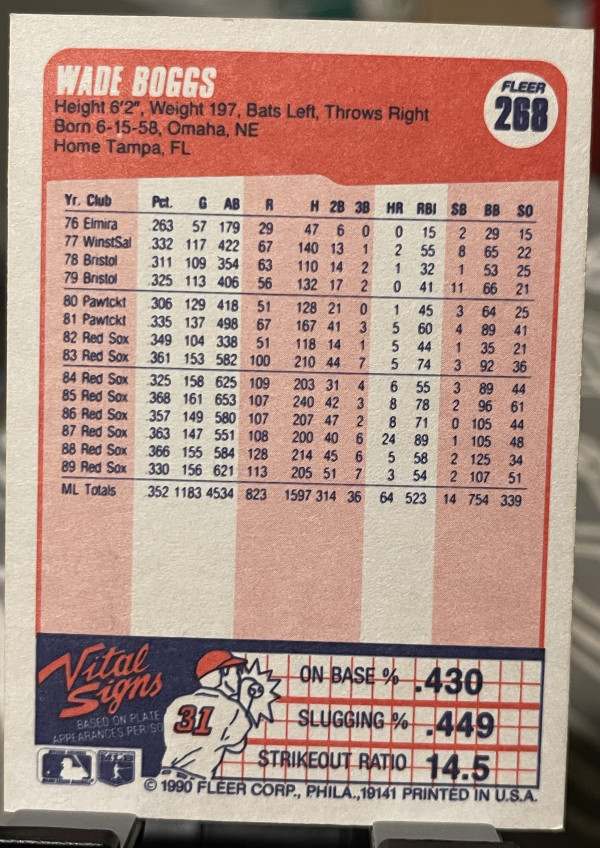 WADE BOGGS
FLEER
268
Height 6'2", Weight 197, Bats Left, Throws Right
Born 6-15-58, Omaha, NE
Home Tampa, FL
Yr. Club Pct. G AB R H 2B 3B HR RBI SB BB SO
76 Elmira .263 57 179 29 47 6 0 0 15 2 29 15
77 WinstSal .332 117 422 67 140 13 1 2 55 8 65 22
78 Bristol .311 109 354 63 110 14 2 1 32 1 53 25
79 Bristol .325 113 406 56 132 17 2 0 41 11 66 21
80 Pawtckt .306 129 418 51 128 21 0 1 45 3 64 25
81 Pawtckt .335 137 498 67 167 41 3 5 60 4 89 41
82 Red Sox .349 104 338 51 118 14 1 5 44 1 35 21
83 Red Sox .361 153 582 100 210 44 7 5 74 3 92 36
84 Red Sox .325 158 625 109 203 31 4 6 55 3 89 44
85 Red Sox .368 161 653 107 240 42 3 8 78 2 96 61
86 Red Sox .357 149 580 107 207 47 2 8 71 0 105 44
87 Red Sox .363 147 551 108 200 40 6 24 89 1 105 48
88 Red Sox .366 155 584 128 214 45 6 5 58 2 125 34
89 Red Sox .330 156 621 113 205 51 7 3 54 2 107 51
ML Totals .352 1183 4534 823 1597 314 36 64 523 14 754 339
Vital
Signs
BASED ON PLATE
APPEARANCES PER SO
31
ON BASE % .430
SLUGGING % .449
STRIKEOUT RATIO 14.5
MLB
© 1990 FLEER CORP., PHILA.,19141 PRINTED IN U.S.A.